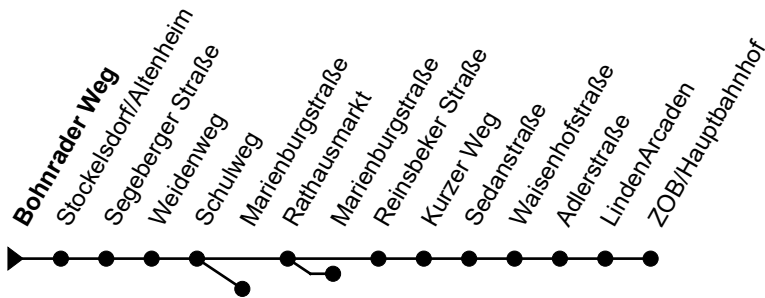 Bohnrader Weg
Stockelsdorf/Altenheim
Segeberger Straße
Weidenweg
Schulweg
Marienburgstraße
Rathausmarkt
Marienburgstraße
Reinsbeker Straße
Kurzer Weg
Sedanstraße
Waisenhofstraße
Adlerstraße
LindenArcaden
ZOB/Hauptbahnhof